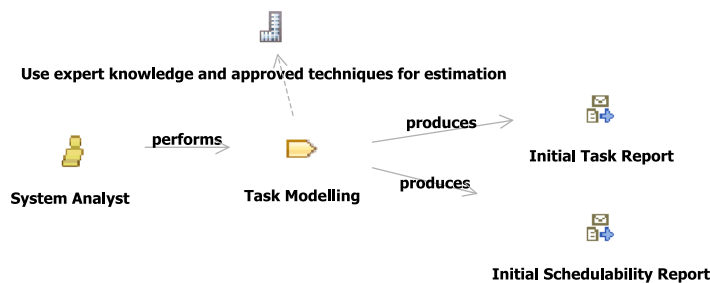 Use expert knowledge and approved techniques for estimation
performs
produces
System Analyst
Task Modelling
Initial Task Report
produces
Initial Schedulability Report